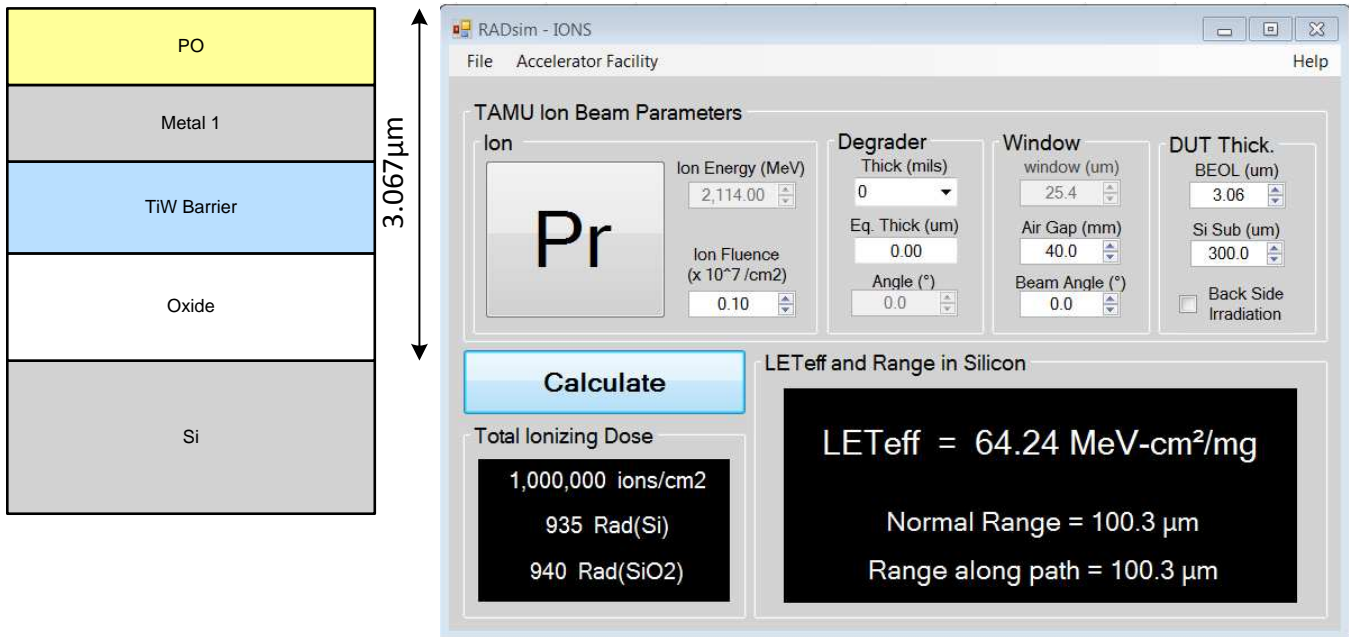 PO
Metal 1
TiW Barrier
Oxide
Si
3.067µm
RADsim - IONS
File Accelerator Facility Help
TAMU Ion Beam Parameters
Ion
Pr
Ion Energy (MeV)
2,114.00
Ion Fluence
(x 10^7 /cm2)
0.10
Degrader
Thick (mils)
0
Eq. Thick (um)
0.00
Angle (°)
0.0
Window
window (um)
25.4
Air Gap (mm)
40.0
Beam Angle (°)
0.0
DUT Thick.
BEOL (um)
3.06
Si Sub (um)
300.0
Back Side
Irradiation
Calculate
Total Ionizing Dose
1,000,000 ions/cm2
935 Rad(Si)
940 Rad(SiO2)
LETeff and Range in Silicon
LETeff = 64.24 MeV-cm²/mg
Normal Range = 100.3 µm
Range along path = 100.3 µm